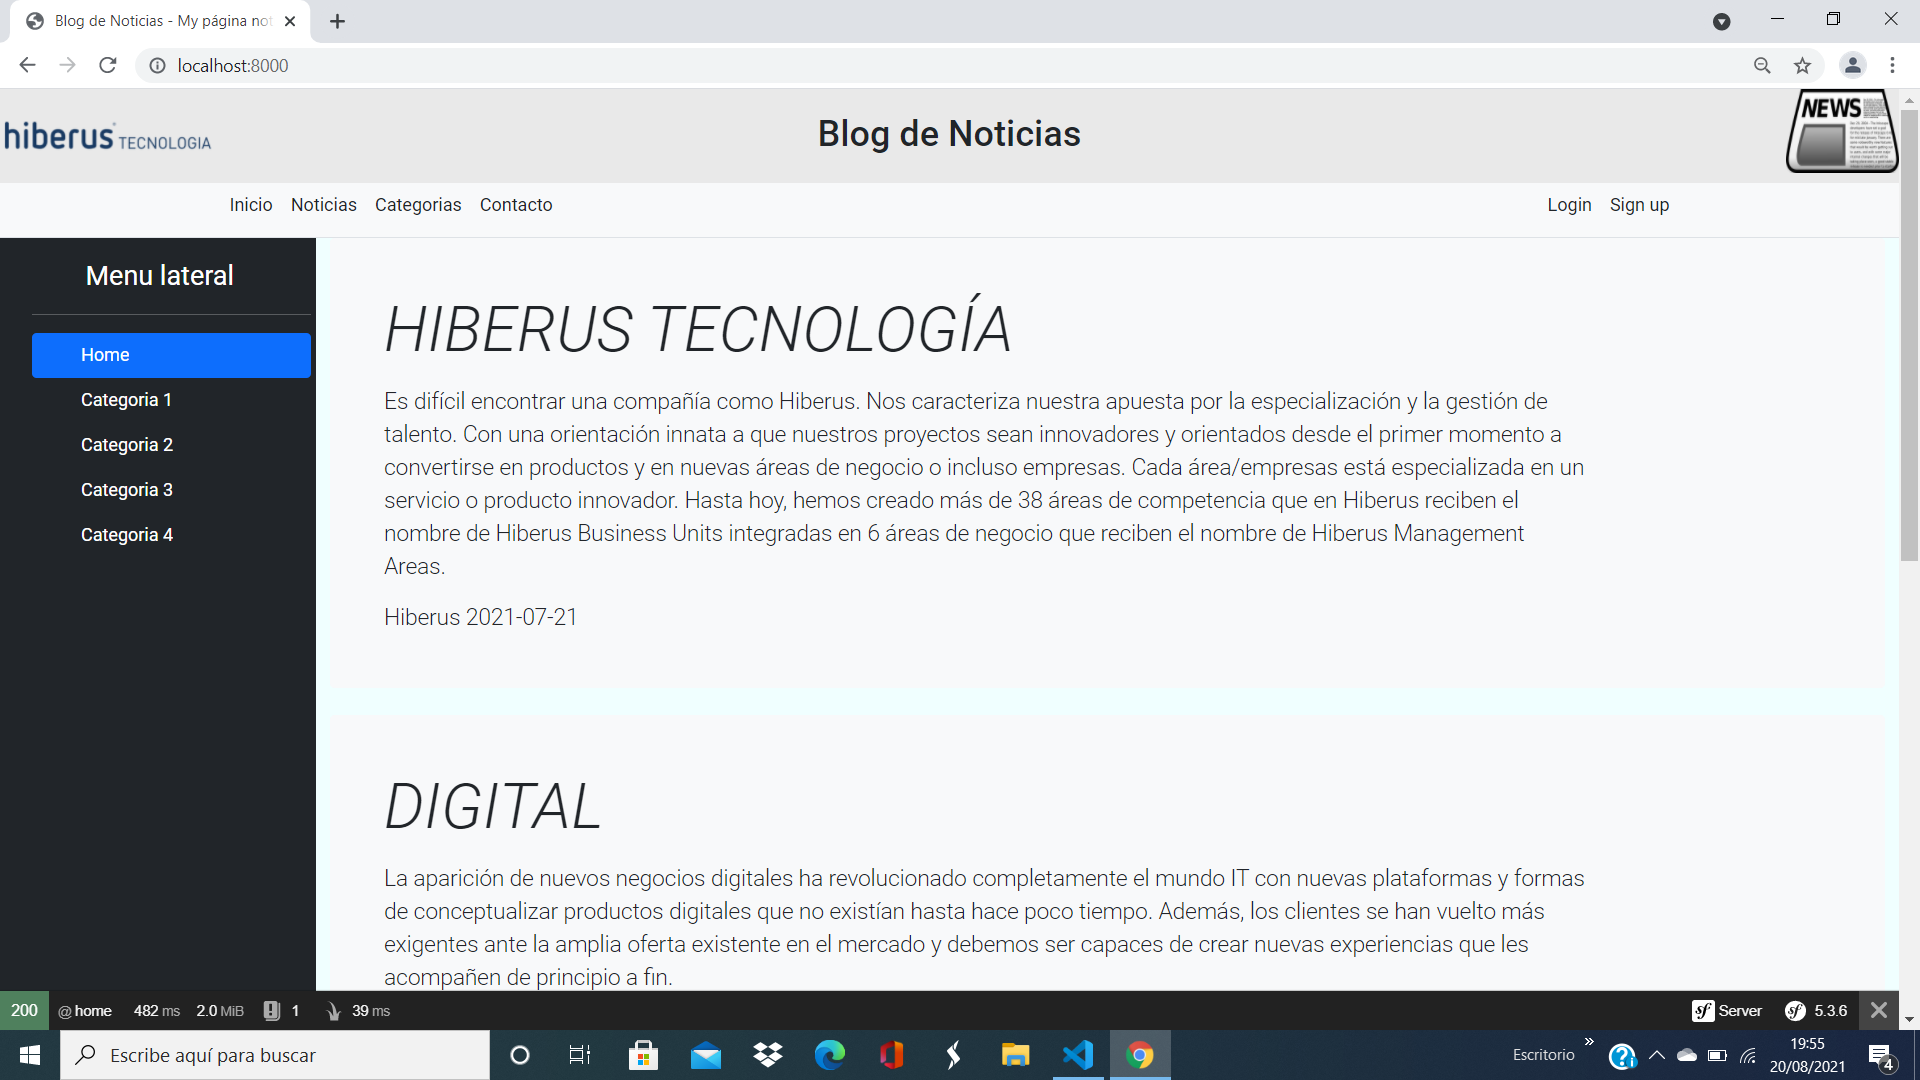 Blog de Noticias - My página not
localhost:8000
hiberus TECNOLOGIA
Blog de Noticias
NEWS
Inicio Noticias Categorias Contacto
Login Sign up
Menu lateral
Home
Categoria 1
Categoria 2
Categoria 3
Categoria 4
HIBERUS TECNOLOGÍA
Es difícil encontrar una compañía como Hiberus. Nos caracteriza nuestra apuesta por la especialización y la gestión de
talento. Con una orientación innata a que nuestros proyectos sean innovadores y orientados desde el primer momento a
convertirse en productos y en nuevas áreas de negocio o incluso empresas. Cada área/empresas está especializada en un
servicio o producto innovador. Hasta hoy, hemos creado más de 38 áreas de competencia que en Hiberus reciben el
nombre de Hiberus Business Units integradas en 6 áreas de negocio que reciben el nombre de Hiberus Management
Areas.
Hiberus 2021-07-21
DIGITAL
La aparición de nuevos negocios digitales ha revolucionado completamente el mundo IT con nuevas plataformas y formas
de conceptualizar productos digitales que no existían hasta hace poco tiempo. Además, los clientes se han vuelto más
exigentes ante la amplia oferta existente en el mercado y debemos ser capaces de crear nuevas experiencias que les
acompañen de principio a fin.
200 @ home 482 ms 2.0 MiB 1 39 ms
sf Server sf 5.3.6
Escribe aquí para buscar
Escritorio »
19:55
20/08/2021
4